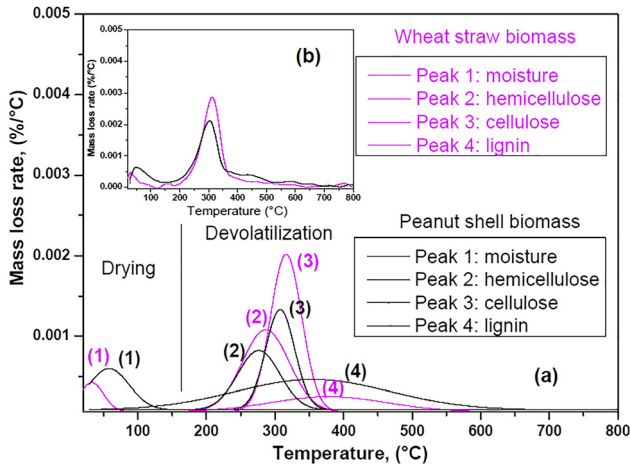 0.005
0.004
0.003
0.002
0.001
Mass loss rate, (%/°C)
0.005
0.004
0.003
0.002
0.001
0.000
Mass loss rate (%/°C)
(b)
0 100 200 300 400 500 600 700 800
Temperature (°C)
Wheat straw biomass
Peak 1: moisture
Peak 2: hemicellulose
Peak 3: cellulose
Peak 4: lignin
Peanut shell biomass
Peak 1: moisture
Peak 2: hemicellulose
Peak 3: cellulose
Peak 4: lignin
Drying
Devolatilization
(3)
(2)
(3)
(2)
(1)
(1)
(4)
(4)
(a)
0 100 200 300 400 500 600 700 800
Temperature, (°C)